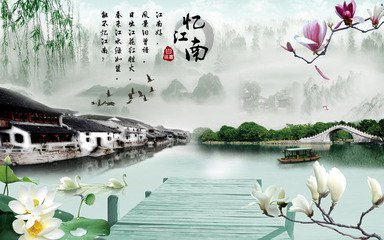 忆江南
江南好，
风景旧曾谙，
日出江花红胜火，
春来江水绿如蓝。
能不忆江南？